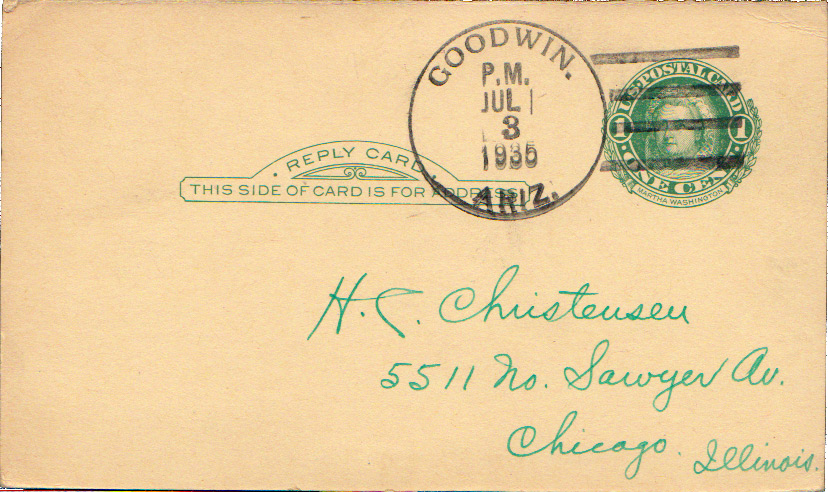 GOODWIN.
P.M.
JUL
3
1935
ARIZ.
U.S. POSTAL CARD
1 1
ONE CENT
MARTHA WASHINGTON
· REPLY CARD ·
THIS SIDE OF CARD IS FOR ADDRESS
H. C. Christensen
5511 No. Sawyer Av.
Chicago. Illinois.